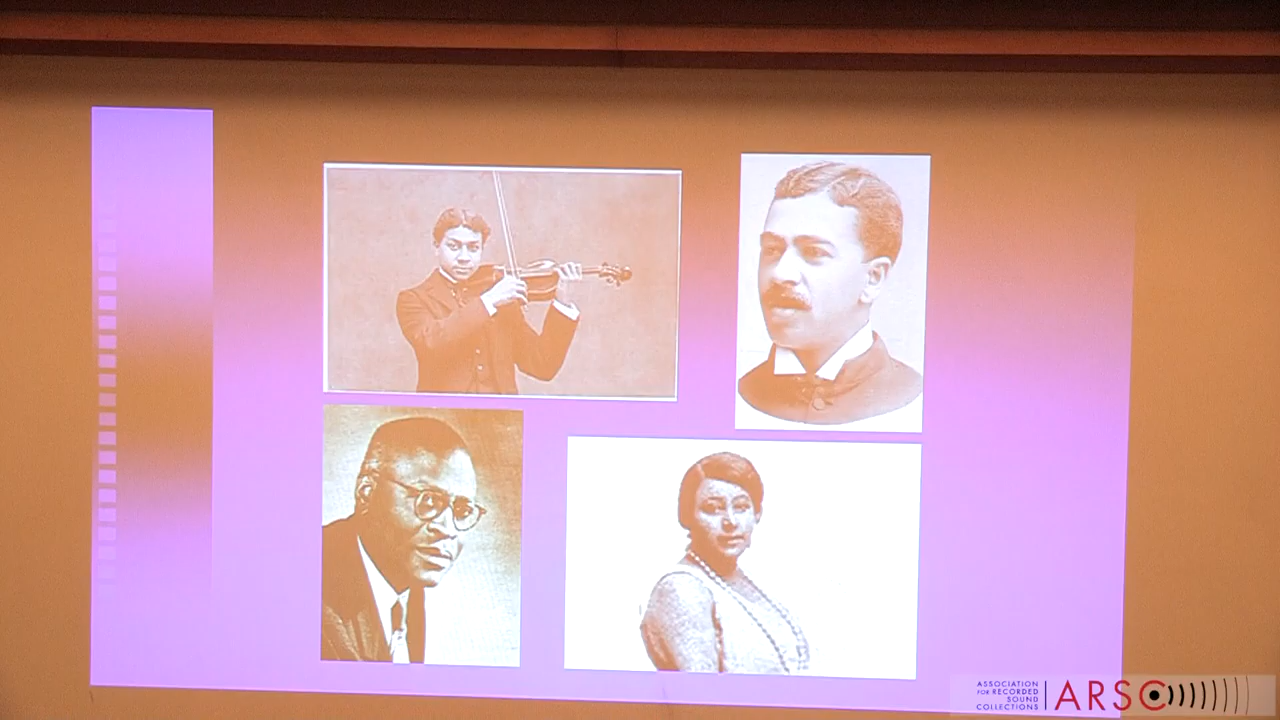 ASSOCIATION
FOR RECORDED
SOUND
COLLECTIONS
ARSC